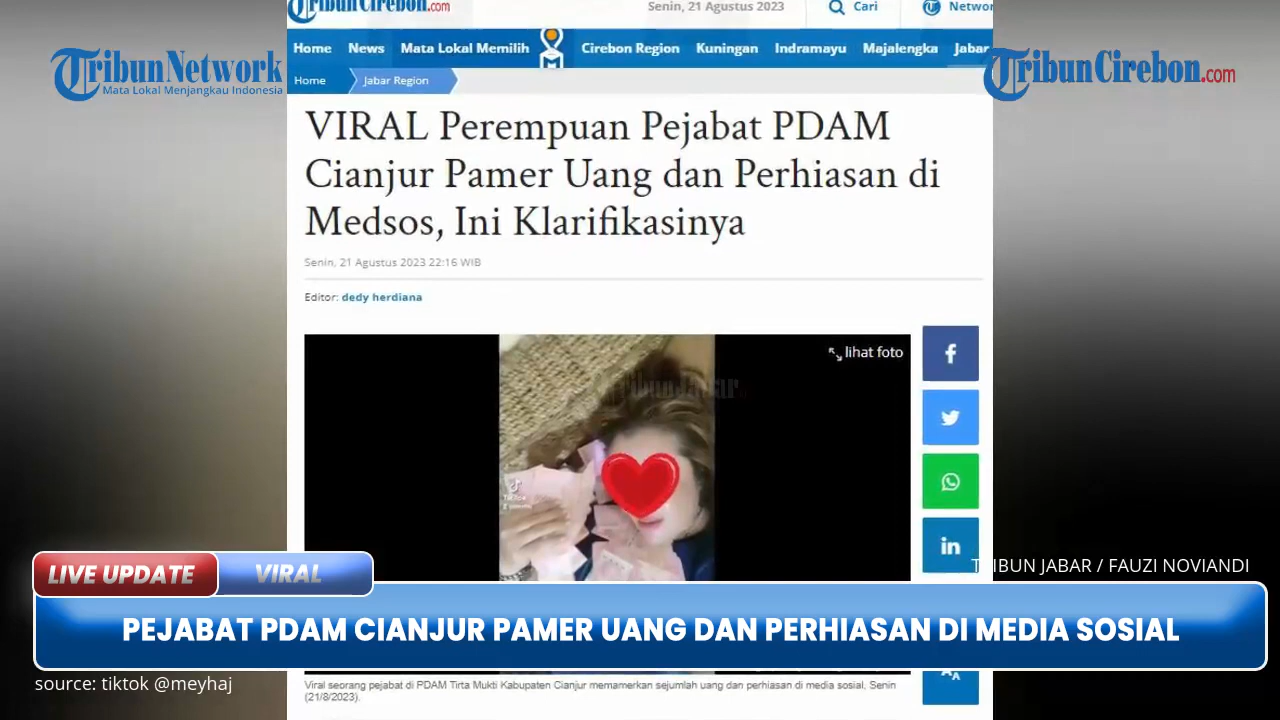 TribunCirebon.com
Senin, 21 Agustus 2023
Cari
Networ
Home News Mata Lokal Memilih Cirebon Region Kuningan Indramayu Majalengka Jabar
TribunNetwork
Mata Lokal Menjangkau Indonesia
TribunCirebon.com
Home Jabar Region
VIRAL Perempuan Pejabat PDAM
Cianjur Pamer Uang dan Perhiasan di
Medsos, Ini Klarifikasinya
Senin, 21 Agustus 2023 22:16 WIB
Editor: dedy herdiana
lihat foto
TribunJabar
TikTok
LIVE UPDATE VIRAL
TRIBUN JABAR / FAUZI NOVIANDI
PEJABAT PDAM CIANJUR PAMER UANG DAN PERHIASAN DI MEDIA SOSIAL
source: tiktok @meyhaj
Viral seorang pejabat di PDAM Tirta Mukti Kabupaten Cianjur memamerkan sejumlah uang dan perhiasan di media sosial, Senin
(21/8/2023).